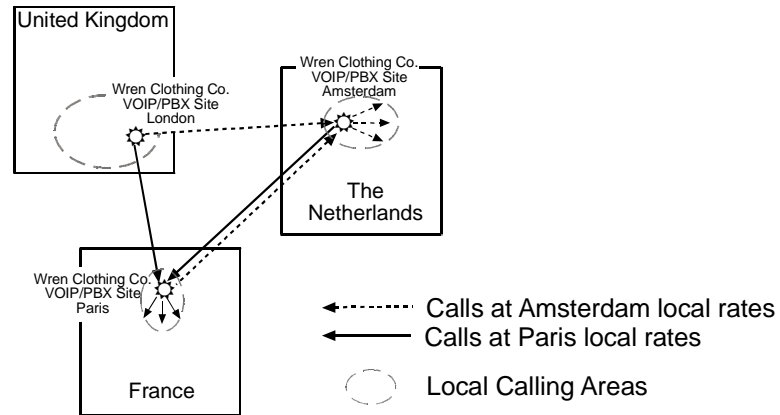 United Kingdom
Wren Clothing Co.
VOIP/PBX Site
London
Wren Clothing Co.
VOIP/PBX Site
Amsterdam
The
Netherlands
Wren Clothing Co.
VOIP/PBX Site
Paris
France
Calls at Amsterdam local rates
Calls at Paris local rates
Local Calling Areas